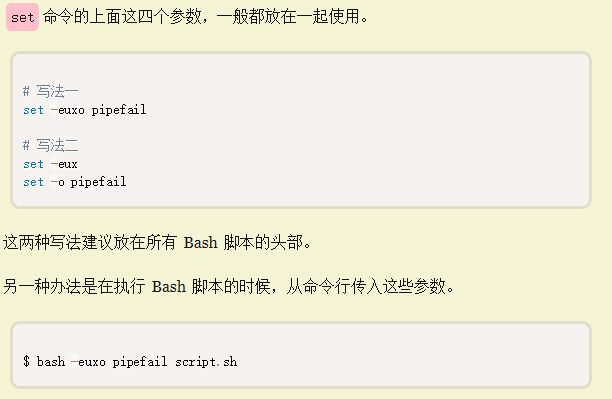 set 命令的上面这四个参数，一般都放在一起使用。
# 写法一
set -euxo pipefail
# 写法二
set -eux
set -o pipefail
这两种写法建议放在所有 Bash 脚本的头部。
另一种办法是在执行 Bash 脚本的时候，从命令行传入这些参数。
$ bash -euxo pipefail script.sh